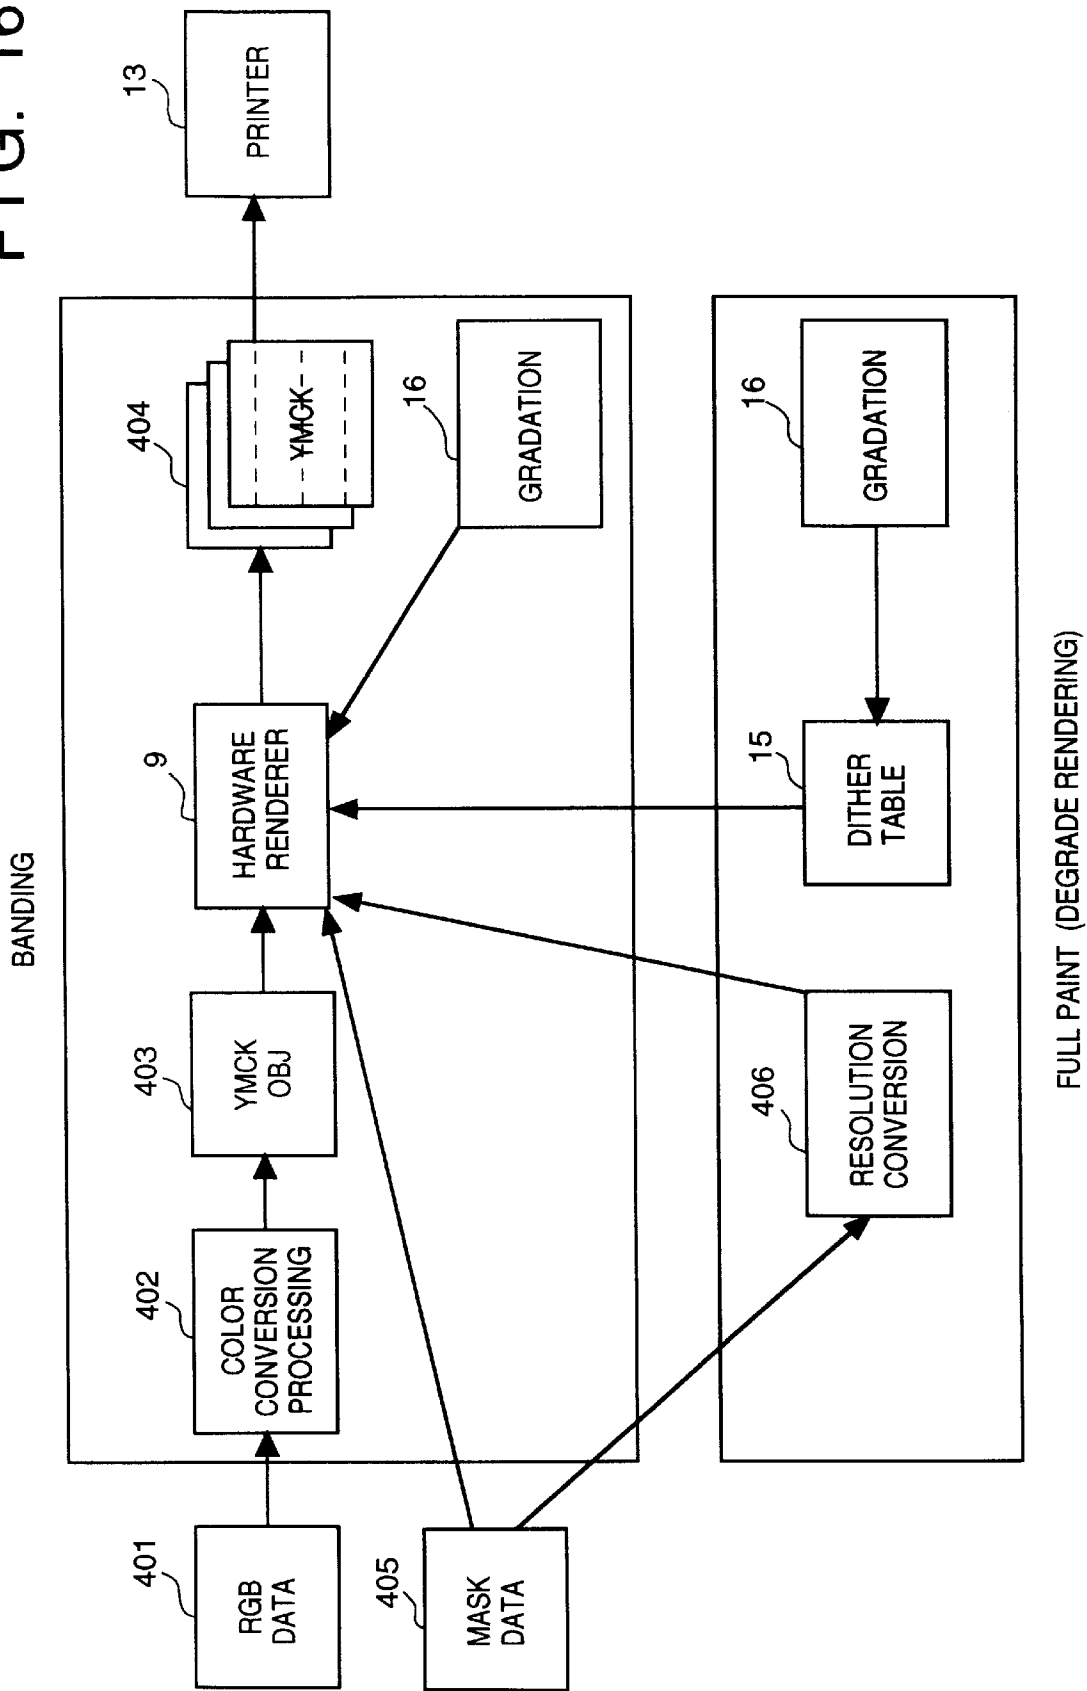 FIG. 16
BANDING
401
RGB
DATA
402
COLOR
CONVERSION
PROCESSING
403
YMCK
OBJ
9
HARDWARE
RENDERER
404
YMCK
13
PRINTER
16
GRADATION
405
MASK
DATA
406
RESOLUTION
CONVERSION
15
DITHER
TABLE
16
GRADATION
FULL PAINT (DEGRADE RENDERING)